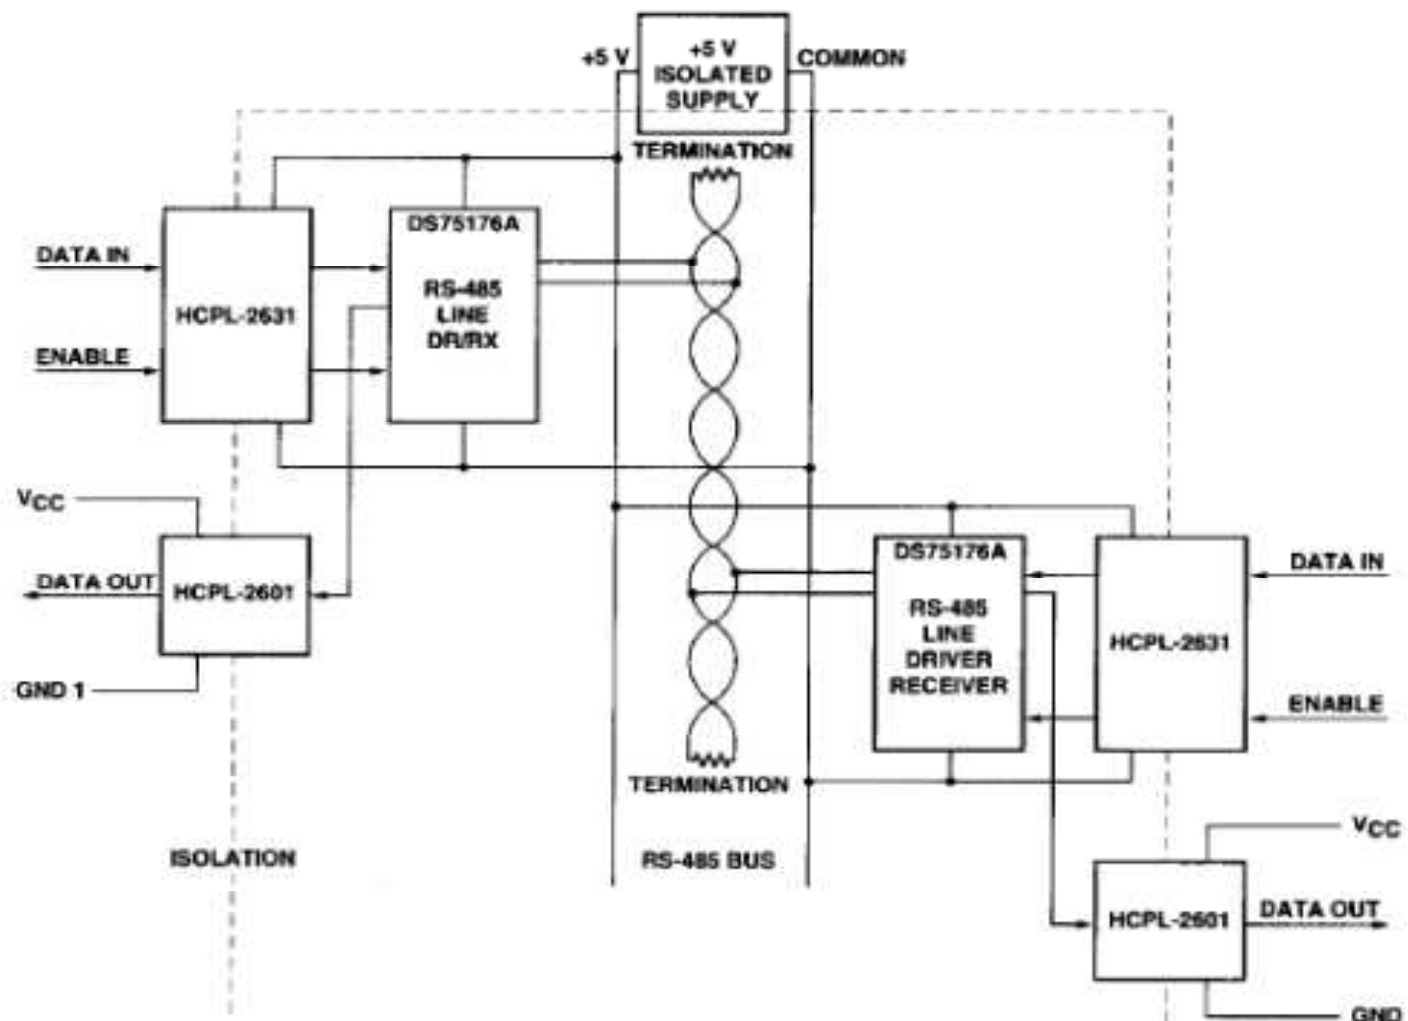 +5 V
+5 V
ISOLATED
SUPPLY
COMMON
TERMINATION
DS75176A
RS-485
LINE
DR/RX
DATA IN
HCPL-2631
ENABLE
VCC
DATA OUT
HCPL-2601
GND 1
DS75176A
RS-485
LINE
DRIVER
RECEIVER
HCPL-2631
DATA IN
ENABLE
TERMINATION
ISOLATION
RS-485 BUS
VCC
HCPL-2601
DATA OUT
GND